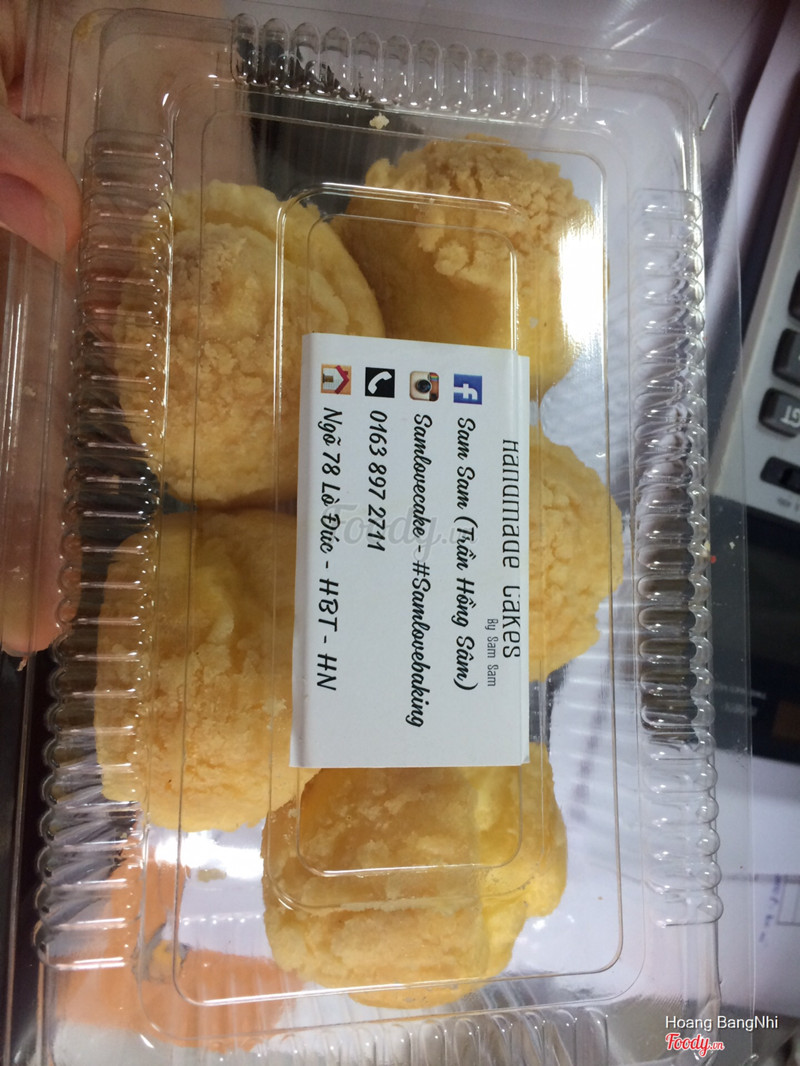 Handmade Cakes
By Sam Sam
Sam Sam (Trần Hồng Sâm)
Samlovecake - #Samlovebaking
0163 897 2711
Ngõ 78 Lò Đúc - HBT - HN
GT
Foody.vn
Hoang BangNhi
Foody.vn